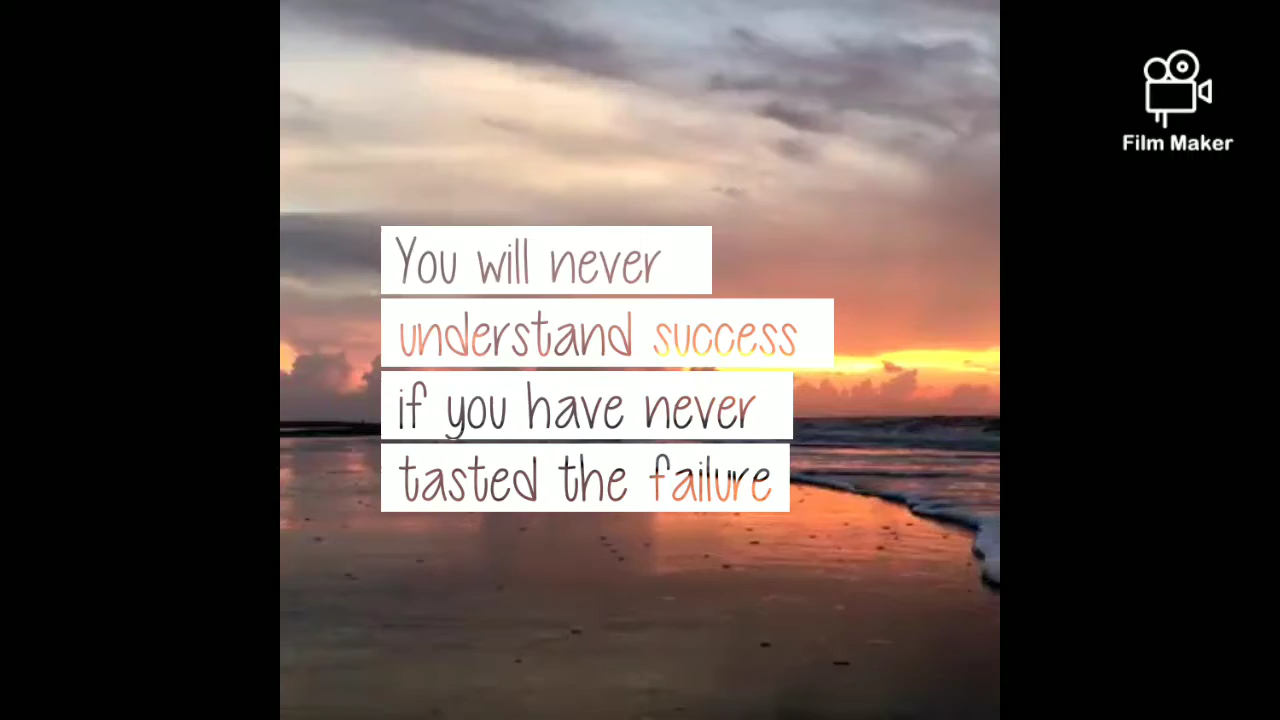 Film Maker
You will never
understand success
if you have never
tasted the failure